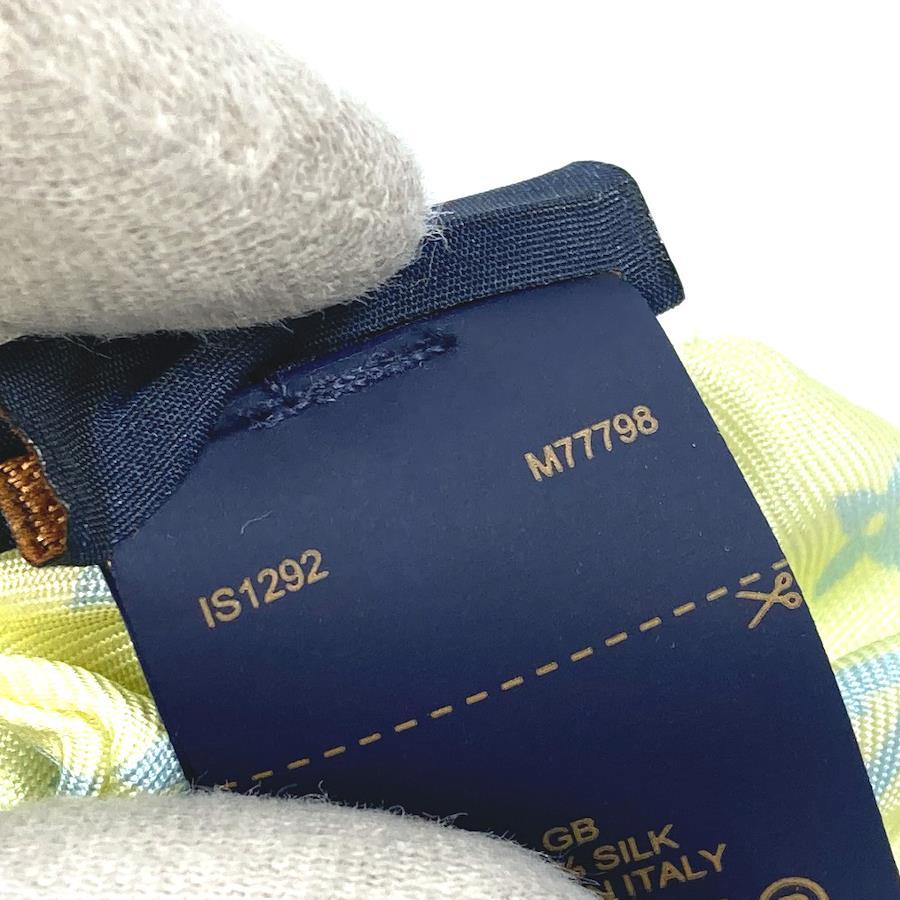 M77798
IS1292
GB
% SILK
ITALY